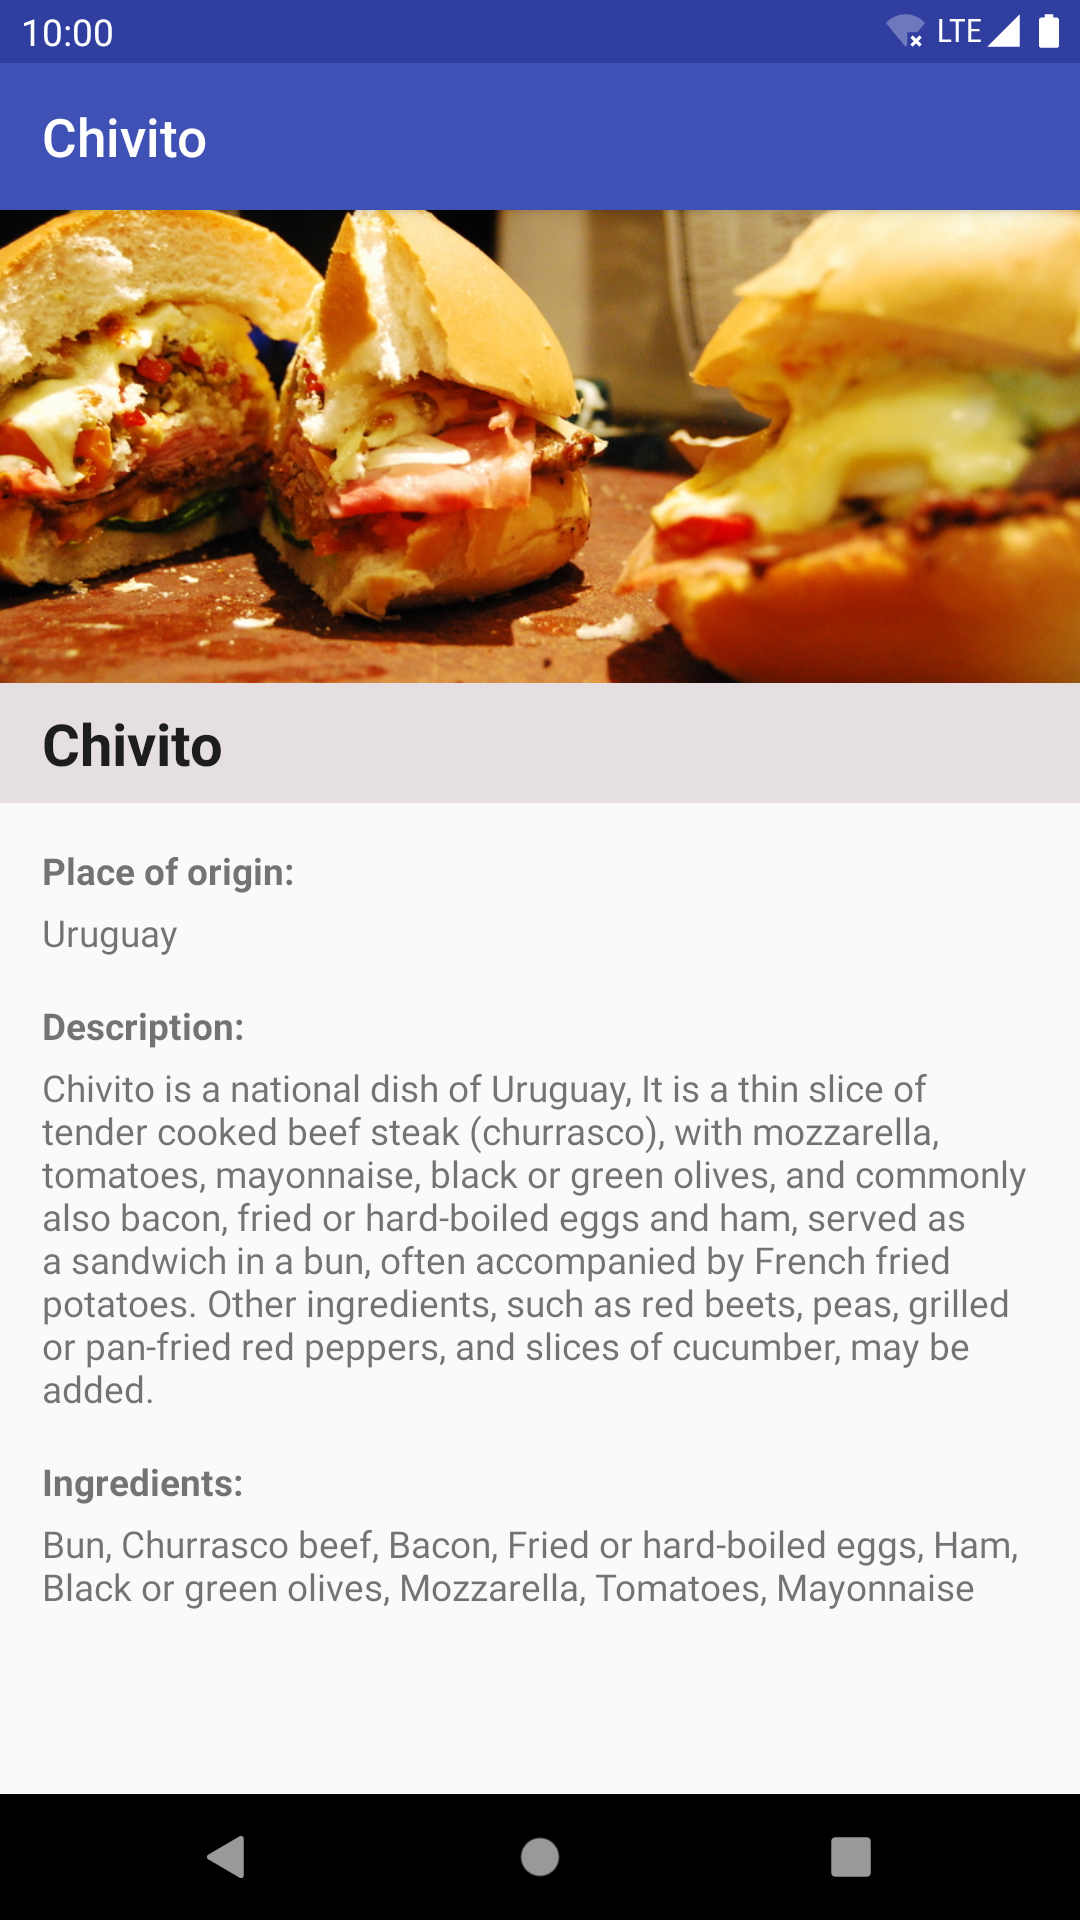 10:00
LTE
Chivito
Chivito
Place of origin:
Uruguay
Description:
Chivito is a national dish of Uruguay, It is a thin slice of
tender cooked beef steak (churrasco), with mozzarella,
tomatoes, mayonnaise, black or green olives, and commonly
also bacon, fried or hard-boiled eggs and ham, served as
a sandwich in a bun, often accompanied by French fried
potatoes. Other ingredients, such as red beets, peas, grilled
or pan-fried red peppers, and slices of cucumber, may be
added.
Ingredients:
Bun, Churrasco beef, Bacon, Fried or hard-boiled eggs, Ham,
Black or green olives, Mozzarella, Tomatoes, Mayonnaise